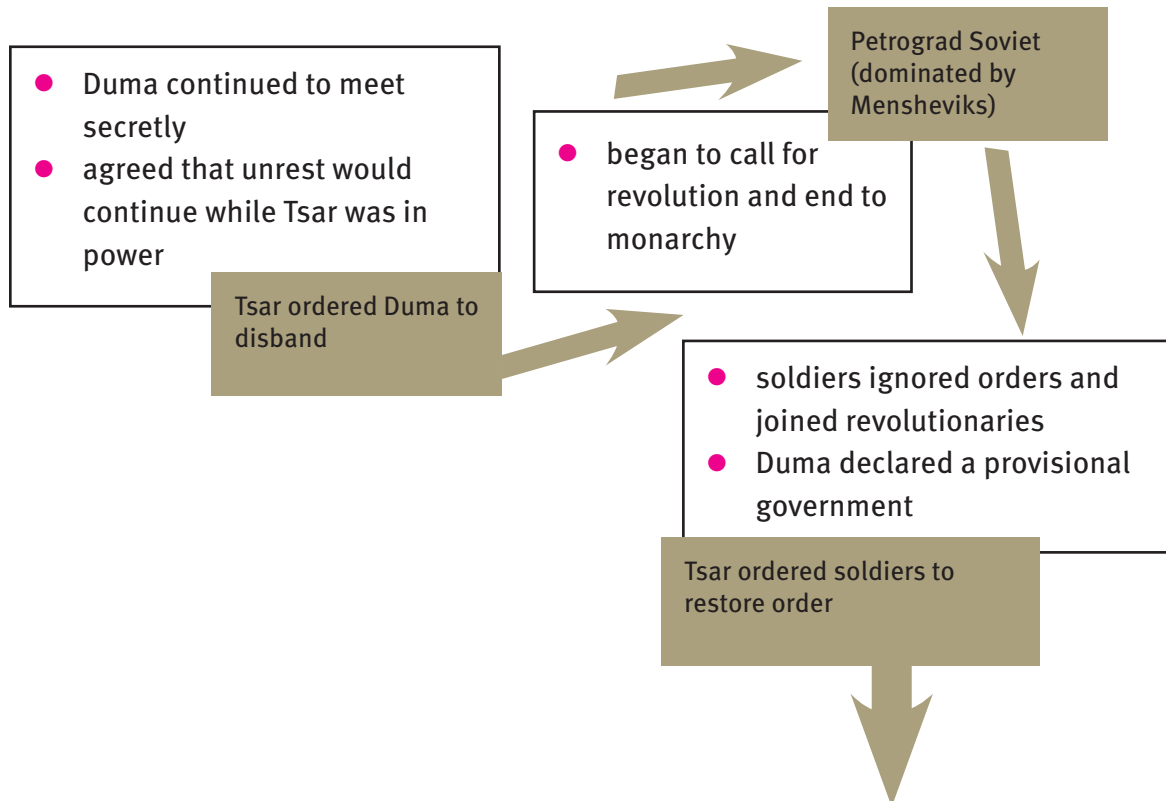 ● Duma continued to meet
secretly
● agreed that unrest would
continue while Tsar was in
power
Tsar ordered Duma to
disband
● began to call for
revolution and end to
monarchy
Petrograd Soviet
(dominated by
Mensheviks)
● soldiers ignored orders and
joined revolutionaries
● Duma declared a provisional
government
Tsar ordered soldiers to
restore order